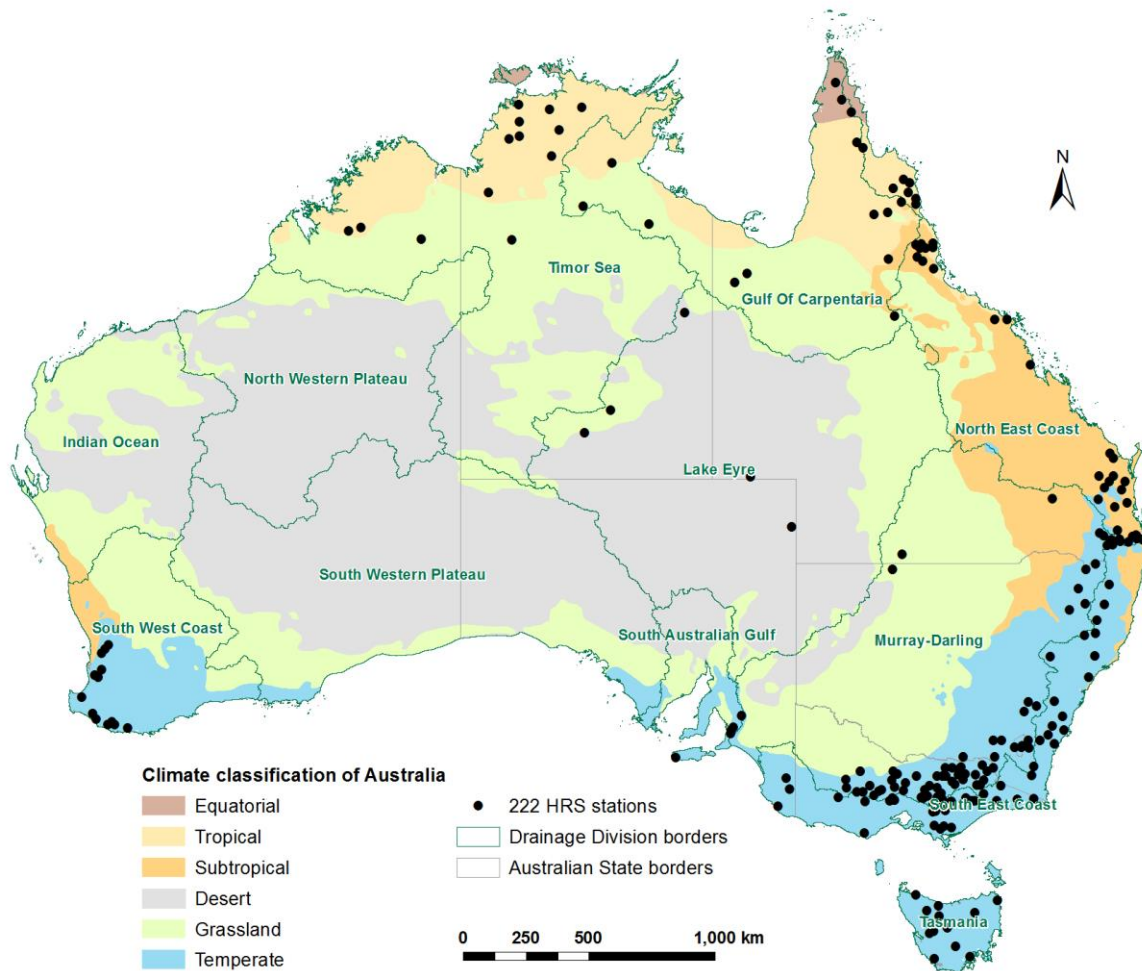 N
Timor Sea
Gulf Of Carpentaria
North Western Plateau
Indian Ocean
North East Coast
Lake Eyre
South Western Plateau
South West Coast
South Australian Gulf
Murray-Darling
South East Coast
Tasmania
Climate classification of Australia
Equatorial
Tropical
Subtropical
Desert
Grassland
Temperate
222 HRS stations
Drainage Division borders
Australian State borders
0 250 500 1,000 km